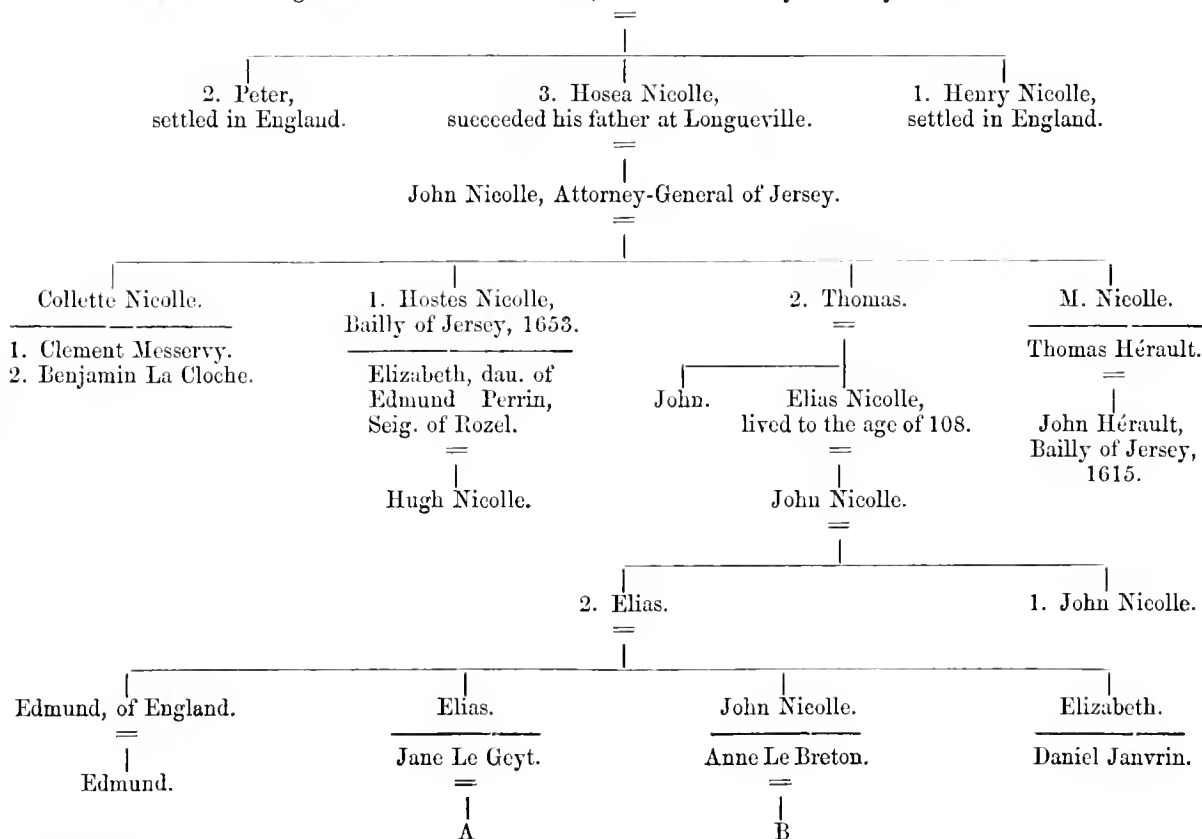 2. Peter, 3. Hosea Nicolle, 1. Henry Nicolle,
settled in England. succeeded his father at Longueville. settled in England.
John Nicolle, Attorney-General of Jersey.
Collette Nicolle. 1. Hostes Nicolle, 2. Thomas. M. Nicolle.
Bailly of Jersey, 1653.
1. Clement Messervy. Thomas Hérault.
2. Benjamin La Cloche. Elizabeth, dau. of
Edmund Perrin, John. Elias Nicolle,
Seig. of Rozel. lived to the age of 108. John Hérault,
Bailly of Jersey,
1615.
Hugh Nicolle. John Nicolle.
2. Elias. 1. John Nicolle.
Edmund, of England. Elias. John Nicolle. Elizabeth.
Jane Le Geyt. Anne Le Breton. Daniel Janvrin.
Edmund.
A B